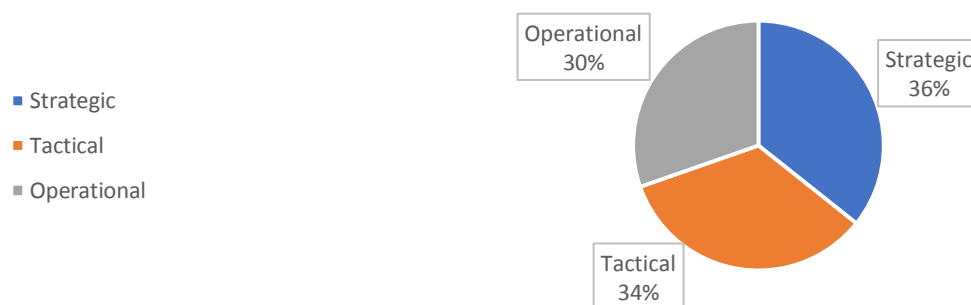 Strategic
Tactical
Operational
Operational
30%
Strategic
36%
Tactical
34%